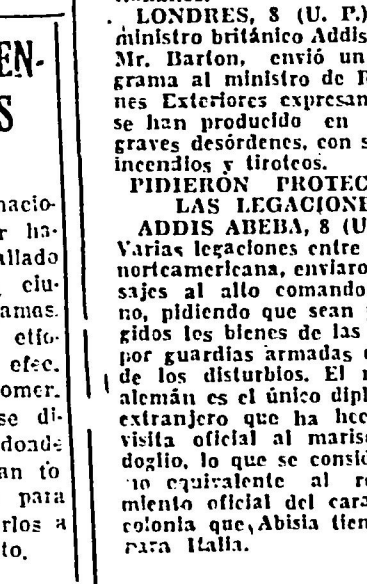 EN-
S
nacio-
r ha-
allado
ciu-
amas.
etío-
efec.
omer.
se di-
donde
an to
para
rlos a
to.
LONDRES, 8 (U. P.)
ministro británico Addis
Mr. Barton, envió un
grama al ministro de R
nes Exteriores expresan
se han producido en
graves desórdenes, con s
incendios y tiroteos.
PIDIERON PROTEC
LAS LEGACIONE
ADDIS ABEBA, 8 (U
Varias legaciones entre
norteamericana, enviaro
sajes al alto comando
no, pidiendo que sean
gidos los bienes de las
por guardias armadas
de los disturbios. El
alemán es el único dipl
extranjero que ha hec
visita oficial al maris
doglio, lo que se consid
no equivalente al r
miento oficial del cara
colonia que Abisia tien
para Italia.